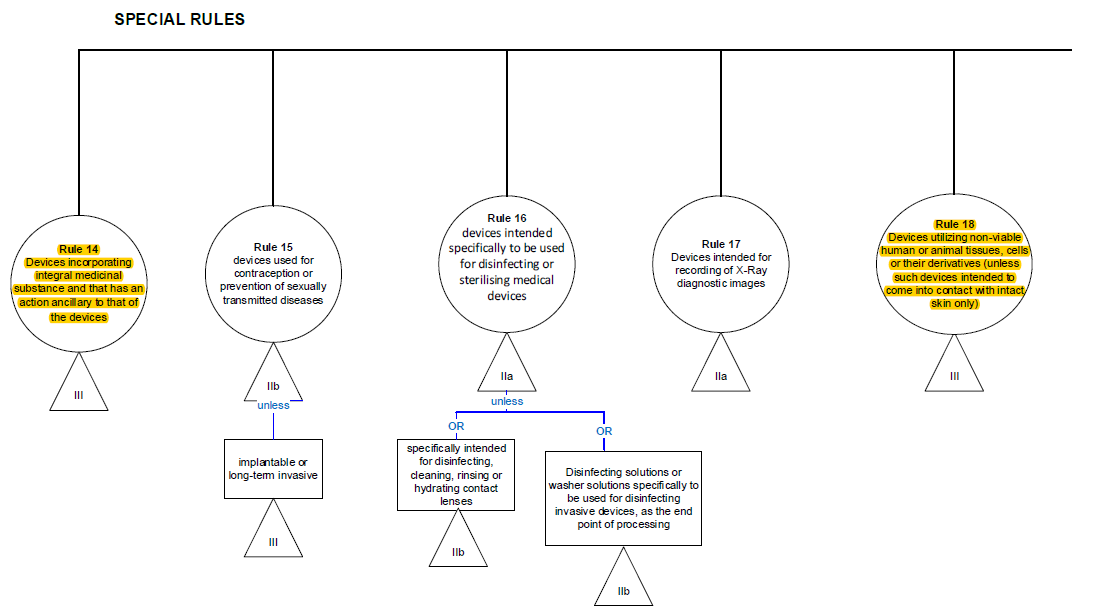 SPECIAL RULES
Rule 14
Devices incorporating
integral medicinal
substance and that has an
action ancillary to that of
the devices
III
Rule 15
devices used for
contraception or
prevention of sexually
transmitted diseases
IIb
unless
implantable or
long-term invasive
III
Rule 16
devices intended
specifically to be used
for disinfecting or
sterilising medical
devices
IIa
unless
OR
specifically intended
for disinfecting,
cleaning, rinsing or
hydrating contact
lenses
IIb
OR
Disinfecting solutions or
washer solutions specifically to
be used for disinfecting
invasive devices, as the end
point of processing
IIb
Rule 17
Devices intended for
recording of X-Ray
diagnostic images
IIa
Rule 18
Devices utilizing non-viable
human or animal tissues, cells
or their derivatives (unless
such devices intended to
come into contact with intact
skin only)
III